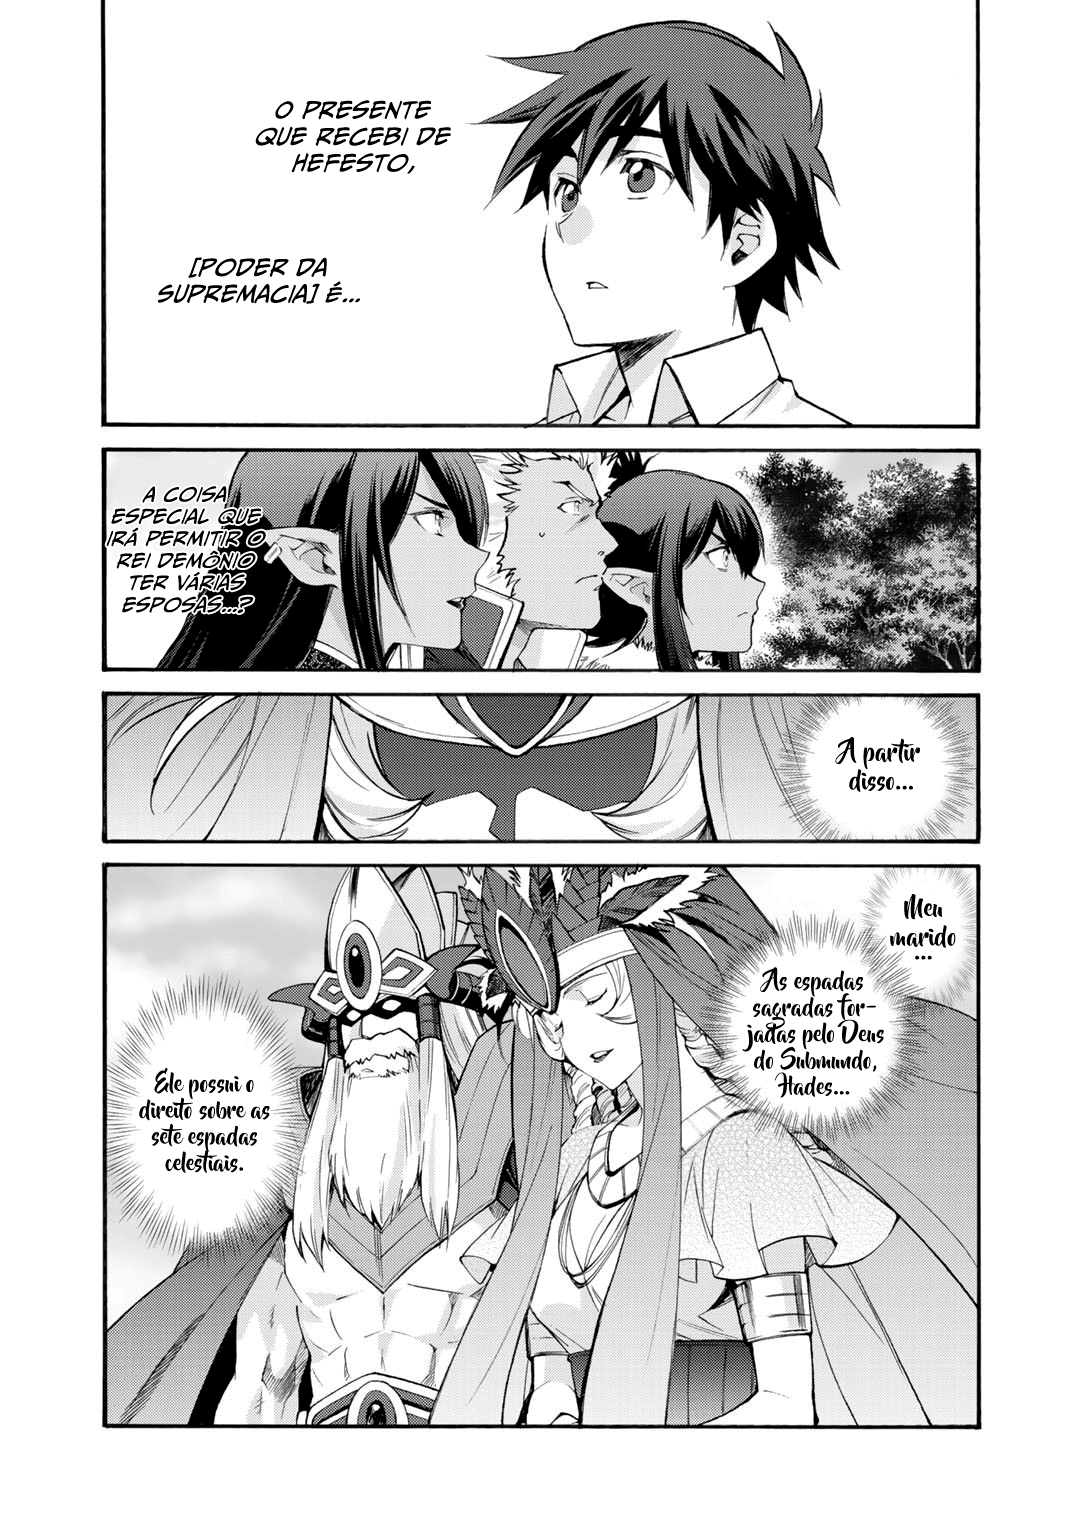 O PRESENTE
QUE RECEBI DE
HEFESTO,
[PODER DA
SUPREMACIA] É...
A COISA
ESPECIAL QUE
IRÁ PERMITIR O
REI DEMÔNIO
TER VÁRIAS
ESPOSAS...?
A partir
disso...
Meu
marido
...
As espadas
sagradas for-
jadas pelo Deus
do Submundo,
Hades...
Ele possui o
direito sobre as
sete espadas
celestiais.